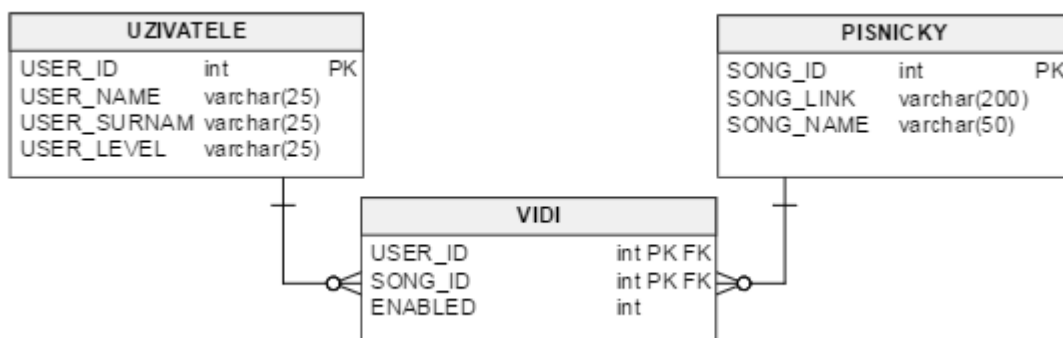 UZIVATELE
USER_ID int PK
USER_NAME varchar(25)
USER_SURNAM varchar(25)
USER_LEVEL varchar(25)
PISNICKY
SONG_ID int PK
SONG_LINK varchar(200)
SONG_NAME varchar(50)
VIDI
USER_ID int PK FK
SONG_ID int PK FK
ENABLED int